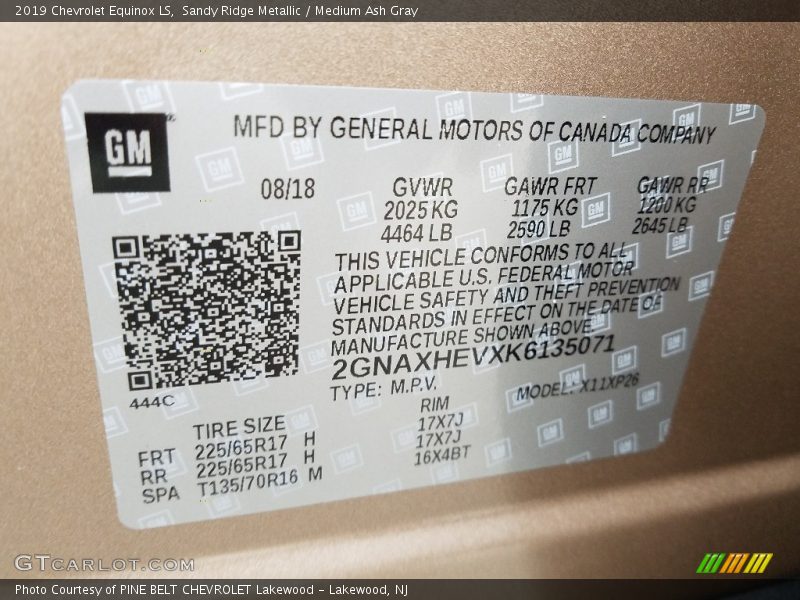 2019 Chevrolet Equinox LS, Sandy Ridge Metallic / Medium Ash Gray
GM
MFD BY GENERAL MOTORS OF CANADA COMPANY
08/18
GVWR GAWR FRT GAWR RR
2025 KG 1175 KG 1200 KG
4464 LB 2590 LB 2645 LB
THIS VEHICLE CONFORMS TO ALL
APPLICABLE U.S. FEDERAL MOTOR
VEHICLE SAFETY AND THEFT PREVENTION
STANDARDS IN EFFECT ON THE DATE OF
MANUFACTURE SHOWN ABOVE.
2GNAXHEVXK6135071
444C
TYPE: M.P.V. MODEL: X11XP26
TIRE SIZE RIM
FRT 225/65R17 H 17X7J
RR 225/65R17 H 17X7J
SPA T135/70R16 M 16X4BT
GTCARLOT.COM
Photo Courtesy of PINE BELT CHEVROLET Lakewood - Lakewood, NJ